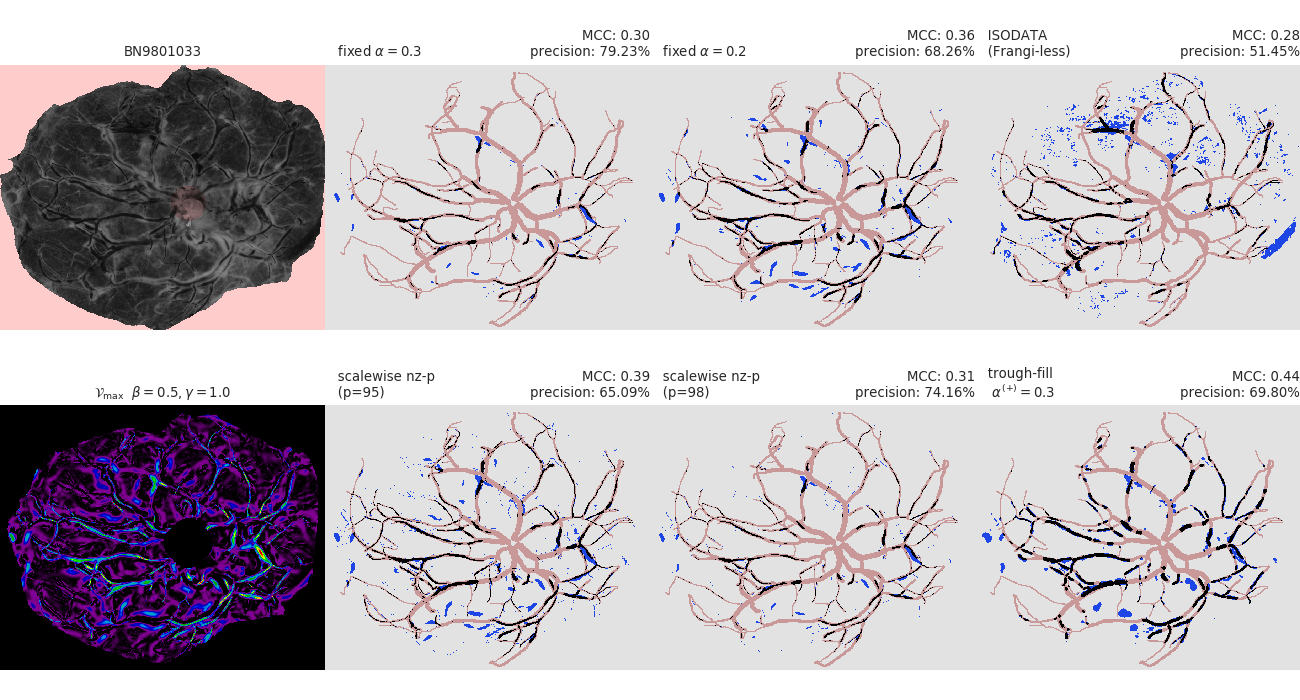 BN9801033
fixed α = 0.3
MCC: 0.30
precision: 79.23%
fixed α = 0.2
MCC: 0.36
precision: 68.26%
ISODATA
(Frangi-less)
MCC: 0.28
precision: 51.45%
𝒱max β = 0.5, γ = 1.0
scalewise nz-p
(p=95)
MCC: 0.39
precision: 65.09%
scalewise nz-p
(p=98)
MCC: 0.31
precision: 74.16%
trough-fill
α(+) = 0.3
MCC: 0.44
precision: 69.80%